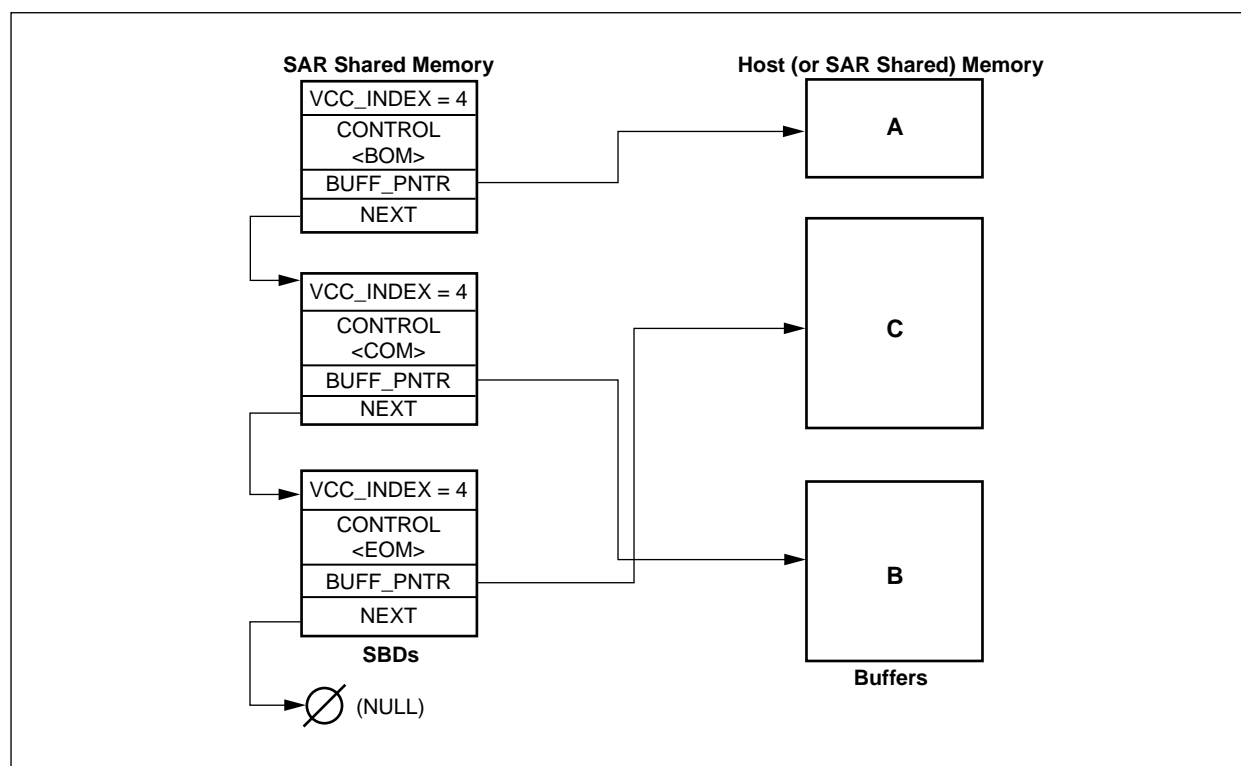 SAR Shared Memory
VCC_INDEX = 4
CONTROL
<BOM>
BUFF_PNTR
NEXT
VCC_INDEX = 4
CONTROL
<COM>
BUFF_PNTR
NEXT
VCC_INDEX = 4
CONTROL
<EOM>
BUFF_PNTR
NEXT
SBDs
(NULL)
Host (or SAR Shared) Memory
A
C
B
Buffers